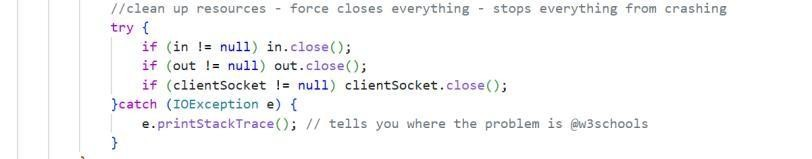 //clean up resources - force closes everything - stops everything from crashing
try {
if (in != null) in.close();
if (out != null) out.close();
if (clientSocket != null) clientSocket.close();
}catch (IOException e) {
e.printStackTrace(); // tells you where the problem is @w3schools
}